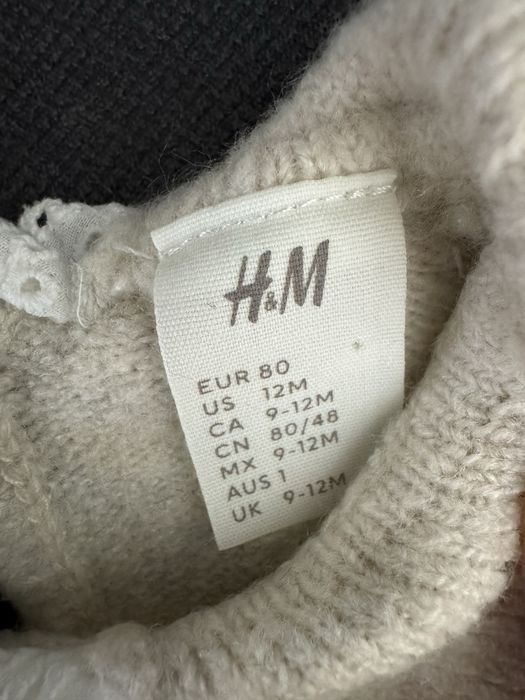 H&M
EUR 80
US 12M
CA 9-12M
CN 80/48
MX 9-12M
AUS 1
UK 9-12M